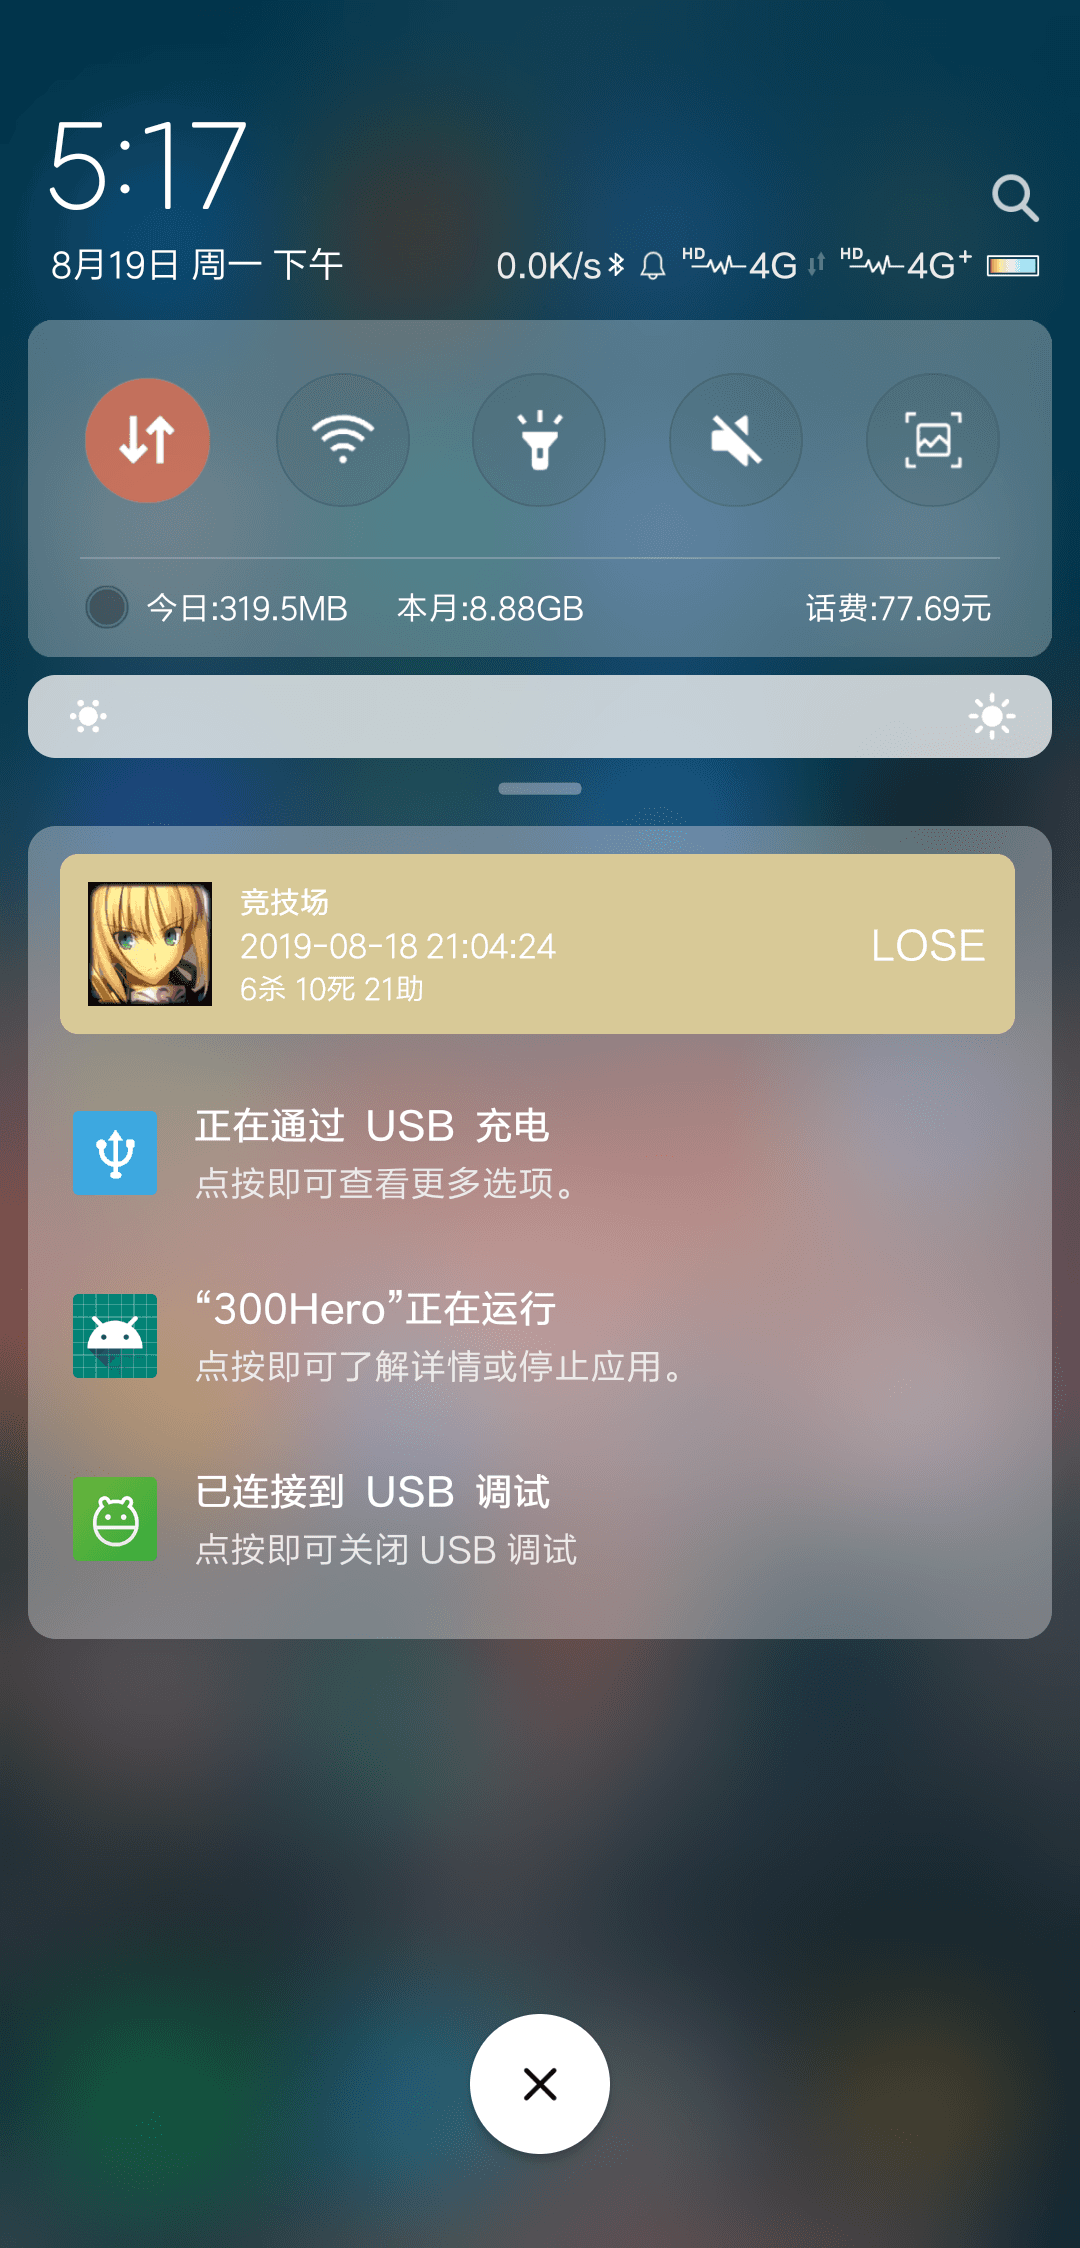 5:17
8月19日 周一 下午
0.0K/s HD 4G HD 4G+
今日:319.5MB 本月:8.88GB 话费:77.69元
竞技场
2019-08-18 21:04:24
6杀 10死 21助
LOSE
正在通过 USB 充电
点按即可查看更多选项。
“300Hero”正在运行
点按即可了解详情或停止应用。
已连接到 USB 调试
点按即可关闭 USB 调试